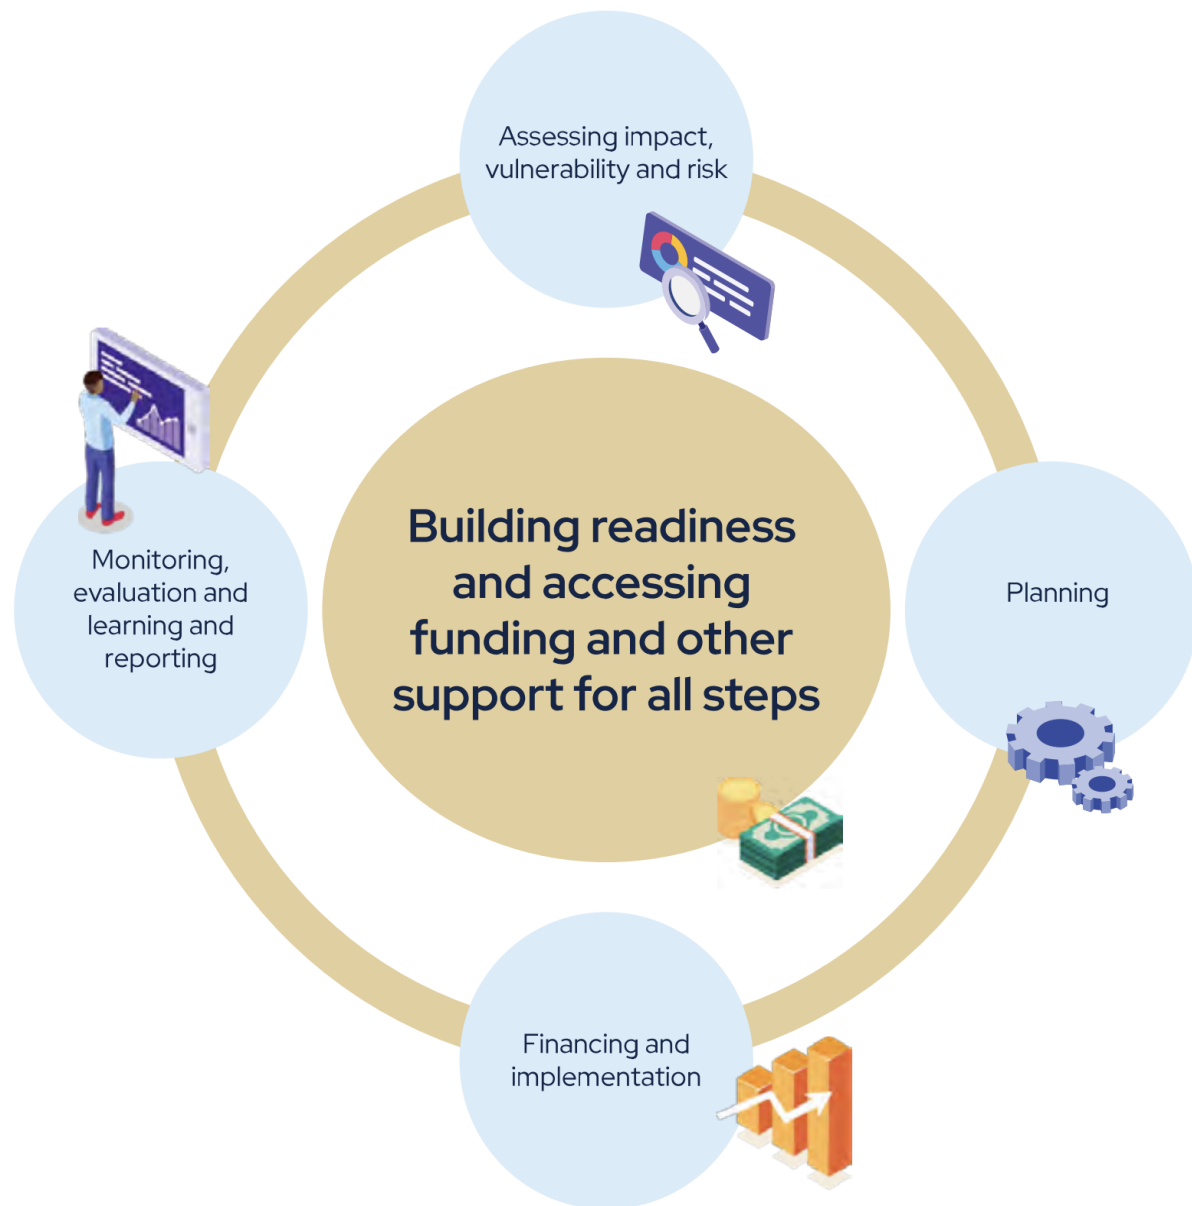 Assessing impact,
vulnerability and risk
Monitoring,
evaluation and
learning and
reporting
Building readiness
and accessing
funding and other
support for all steps
Planning
Financing and
implementation